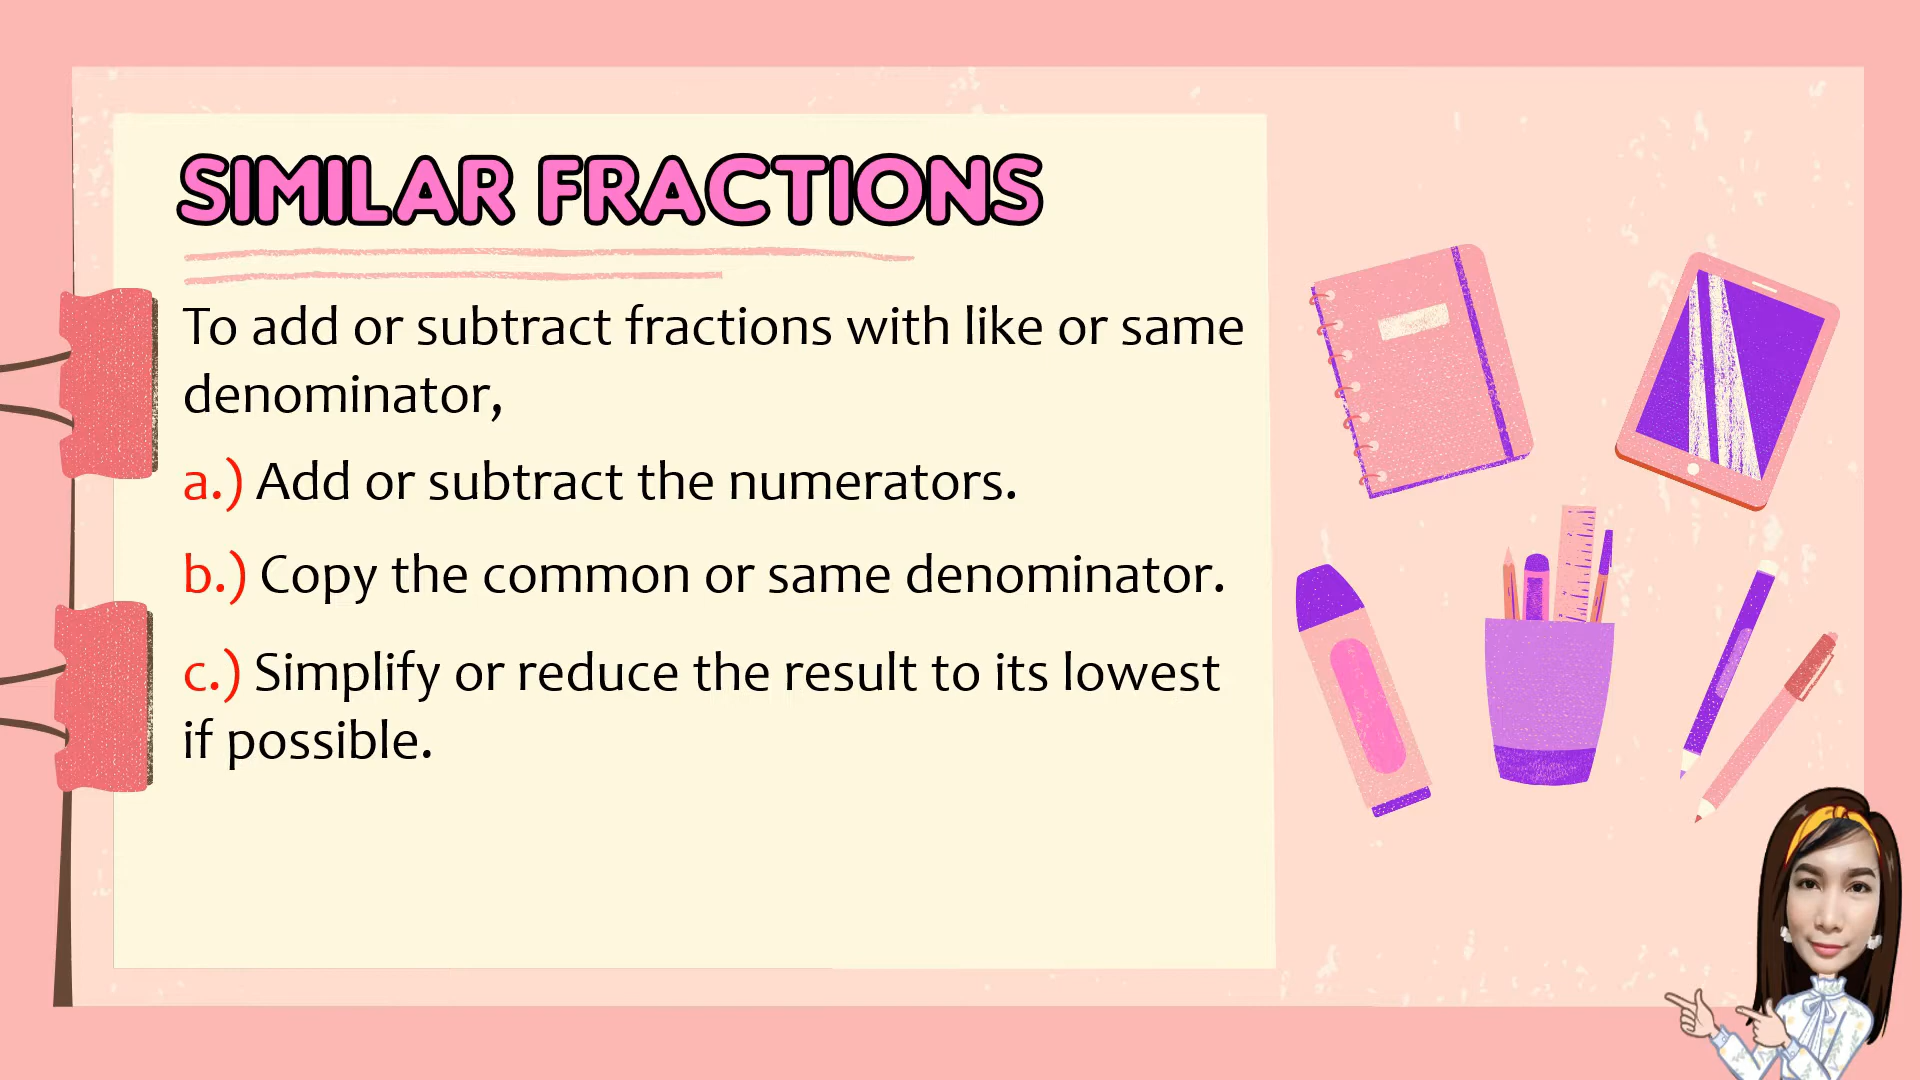 SIMILAR FRACTIONS
To add or subtract fractions with like or same
denominator,
a.) Add or subtract the numerators.
b.) Copy the common or same denominator.
c.) Simplify or reduce the result to its lowest
if possible.